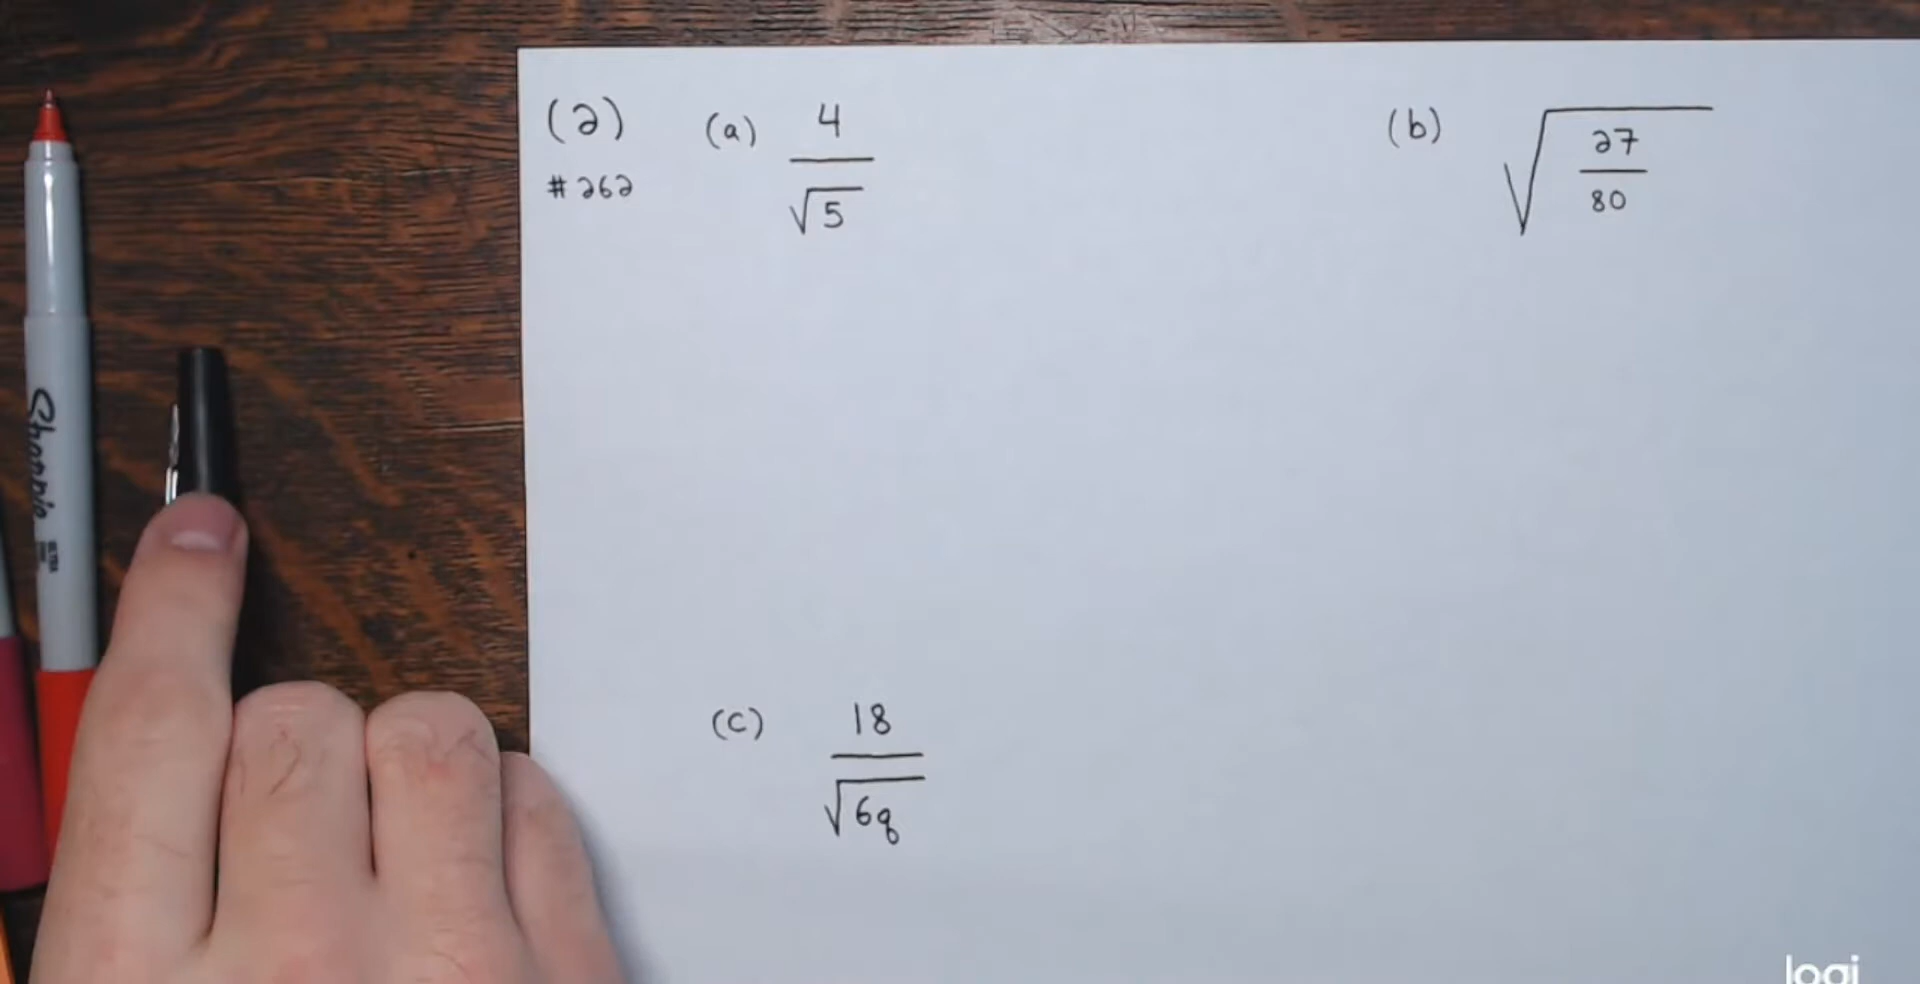 (2)
#262
(a) 4/√5
(b) √(27/80)
(c) 18/√(6q)
Sharpie
logi